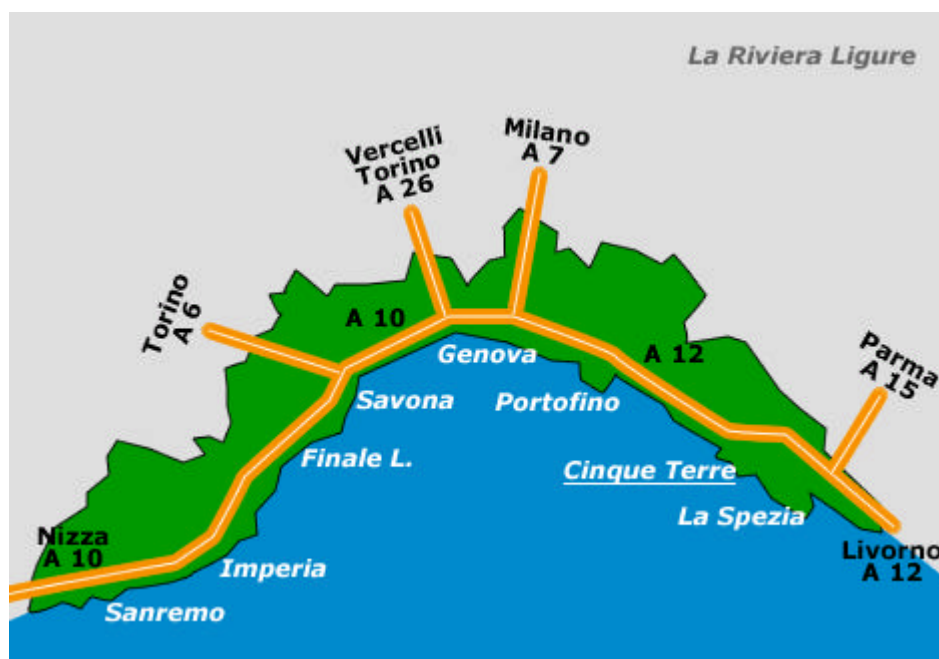 La Riviera Ligure
Milano
A 7
Vercelli
Torino
A 26
Torino
A 6
A 10
Genova
A 12
Parma
A 15
Savona
Portofino
Finale L.
Cinque Terre
La Spezia
Nizza
A 10
Livorno
A 12
Imperia
Sanremo